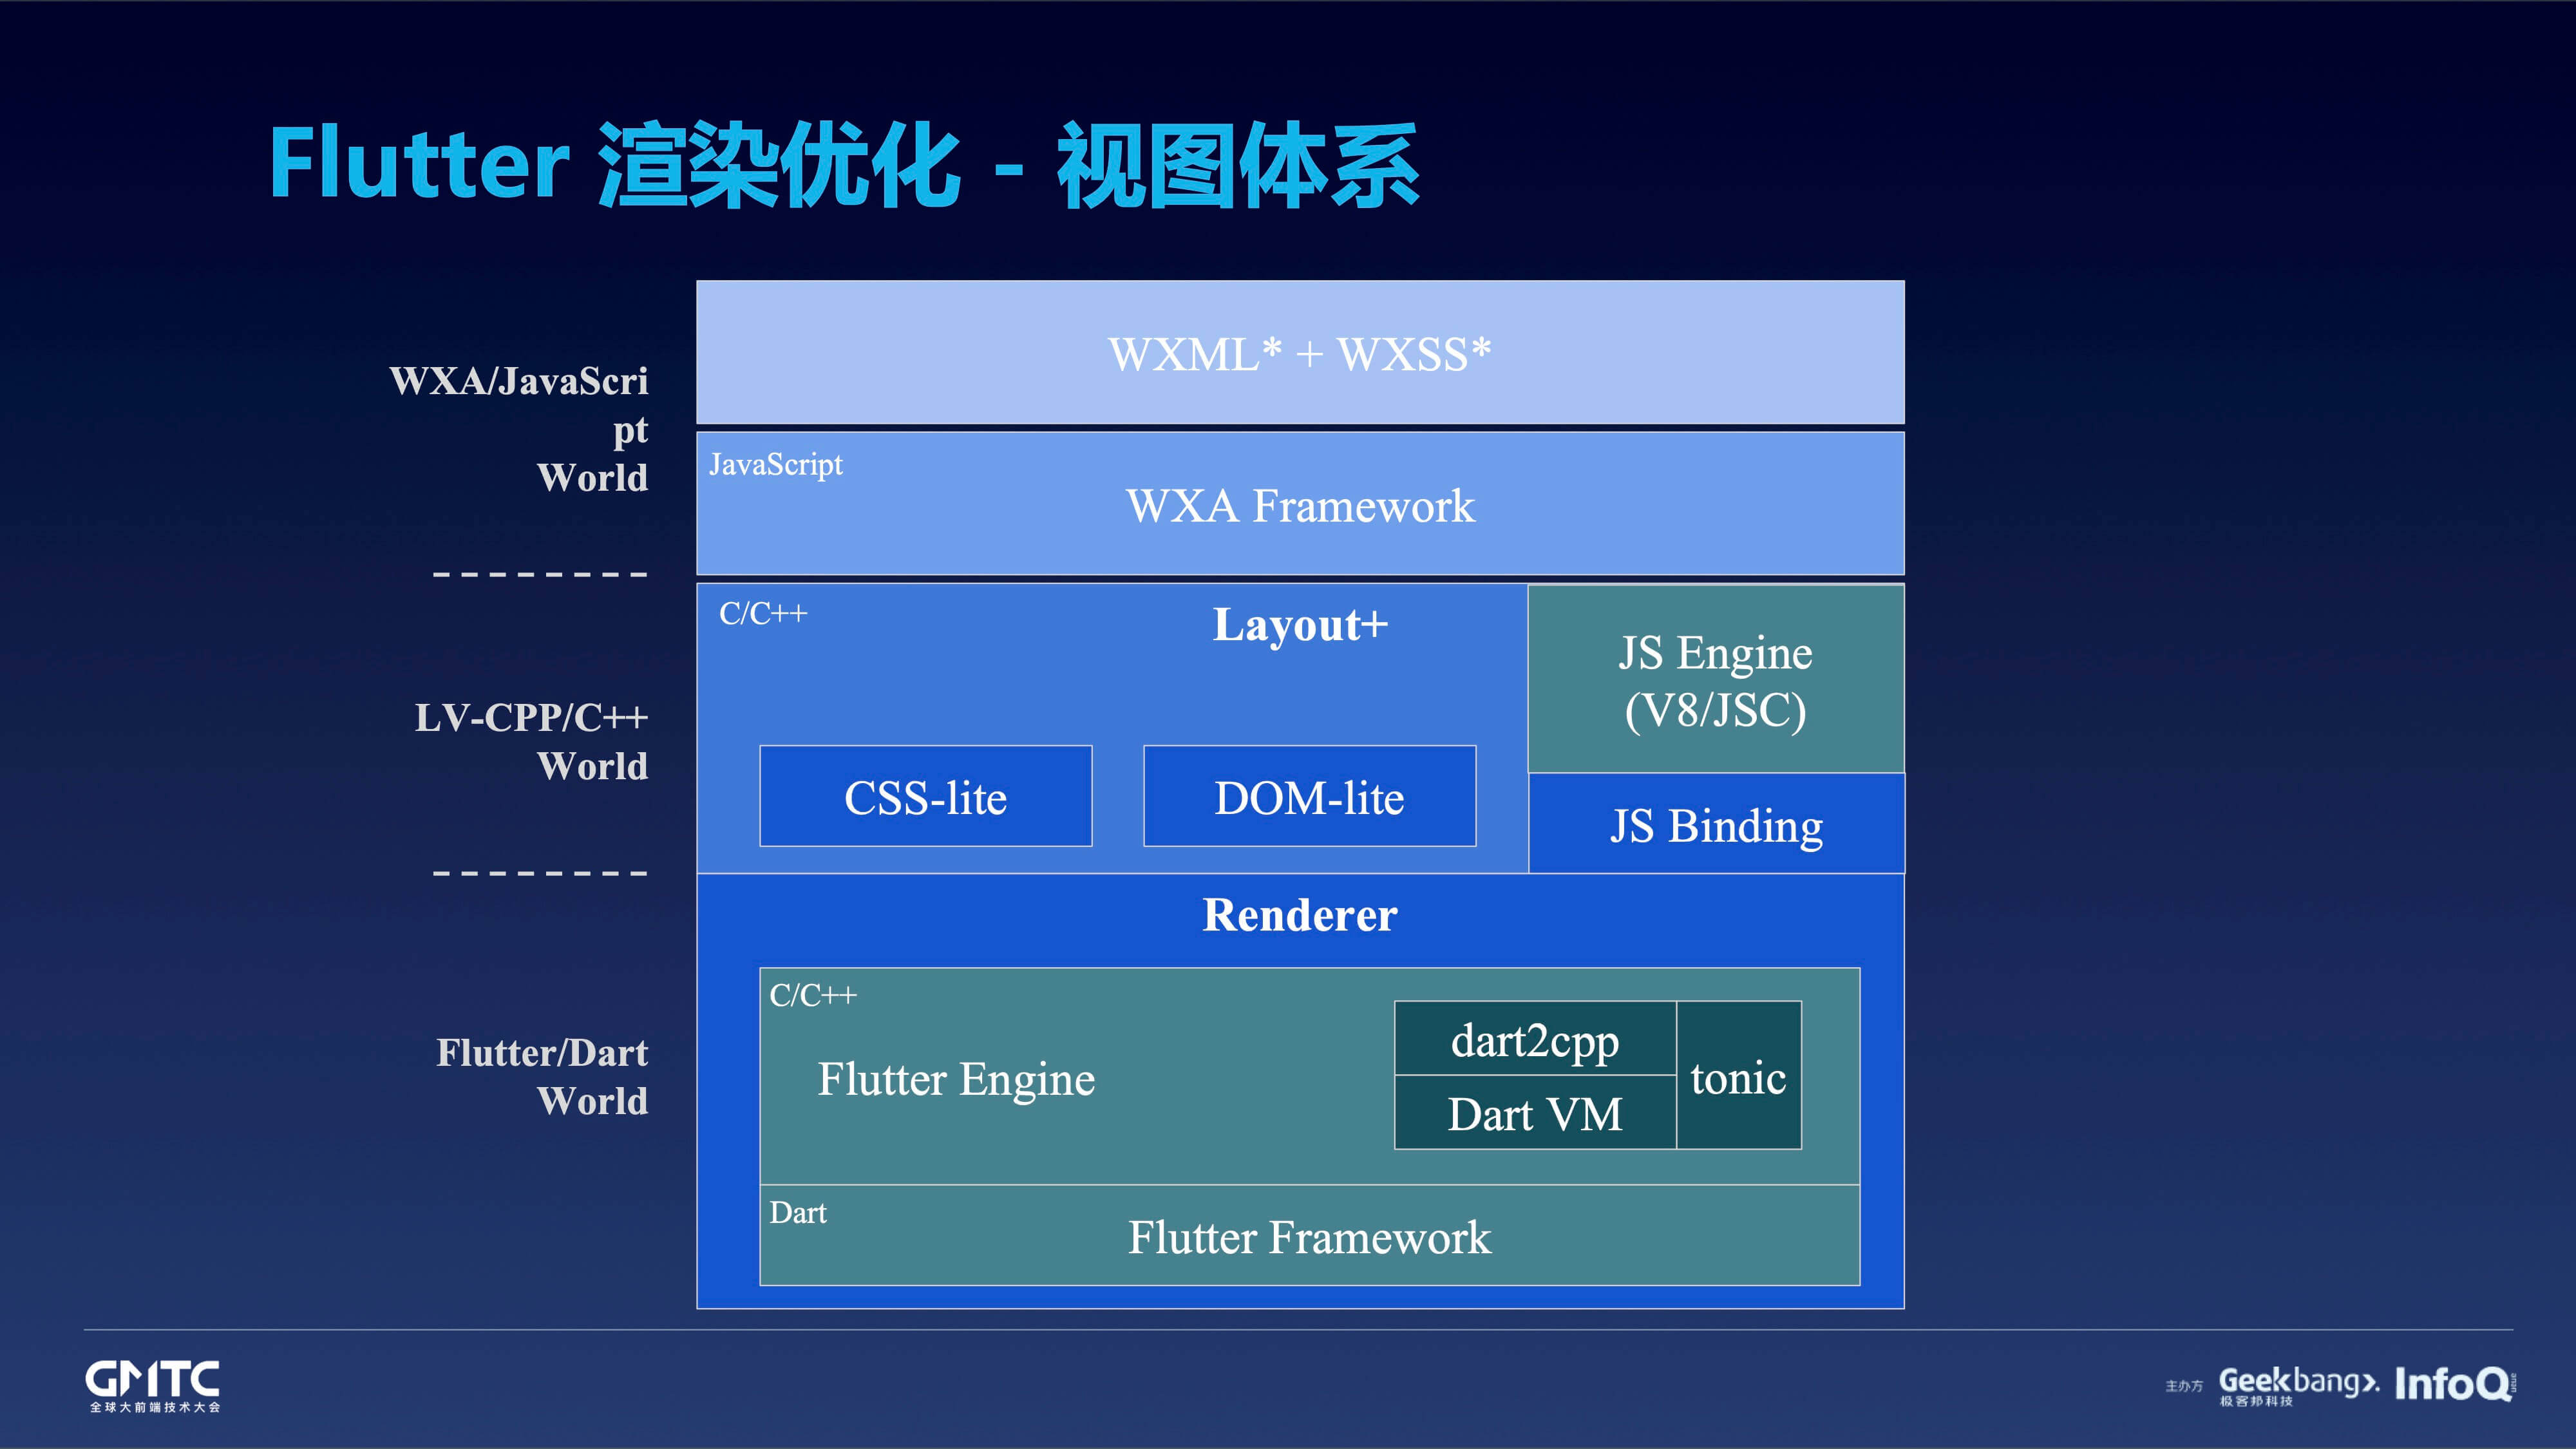 Flutter 渲染优化 - 视图体系
WXML* + WXSS*
WXA/JavaScri
pt
World
JavaScript
WXA Framework
--------
C/C++
Layout+
JS Engine
(V8/JSC)
LV-CPP/C++
World
CSS-lite
DOM-lite
JS Binding
--------
Renderer
C/C++
Flutter Engine
dart2cpp
Dart VM
tonic
Flutter/Dart
World
Dart
Flutter Framework
GMTC
全球大前端技术大会
主办方
Geekbang>.
极客邦科技
InfoQ